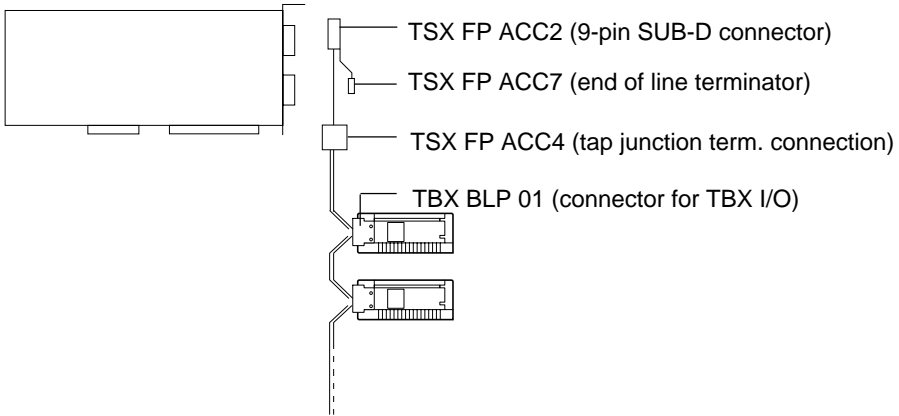 TSX FP ACC2 (9-pin SUB-D connector)
TSX FP ACC7 (end of line terminator)
TSX FP ACC4 (tap junction term. connection)
TBX BLP 01 (connector for TBX I/O)